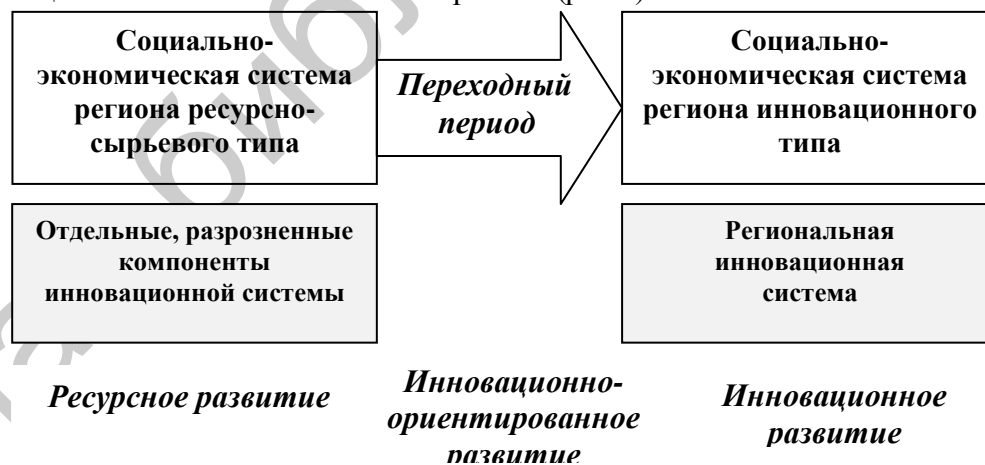 Социально-
экономическая система
региона ресурсно-
сырьевого типа
Переходный
период
Социально-
экономическая система
региона инновационного
типа
Отдельные, разрозненные
компоненты
инновационной системы
Региональная
инновационная
система
Ресурсное развитие
Инновационно-
ориентированное
развитие
Инновационное
развитие